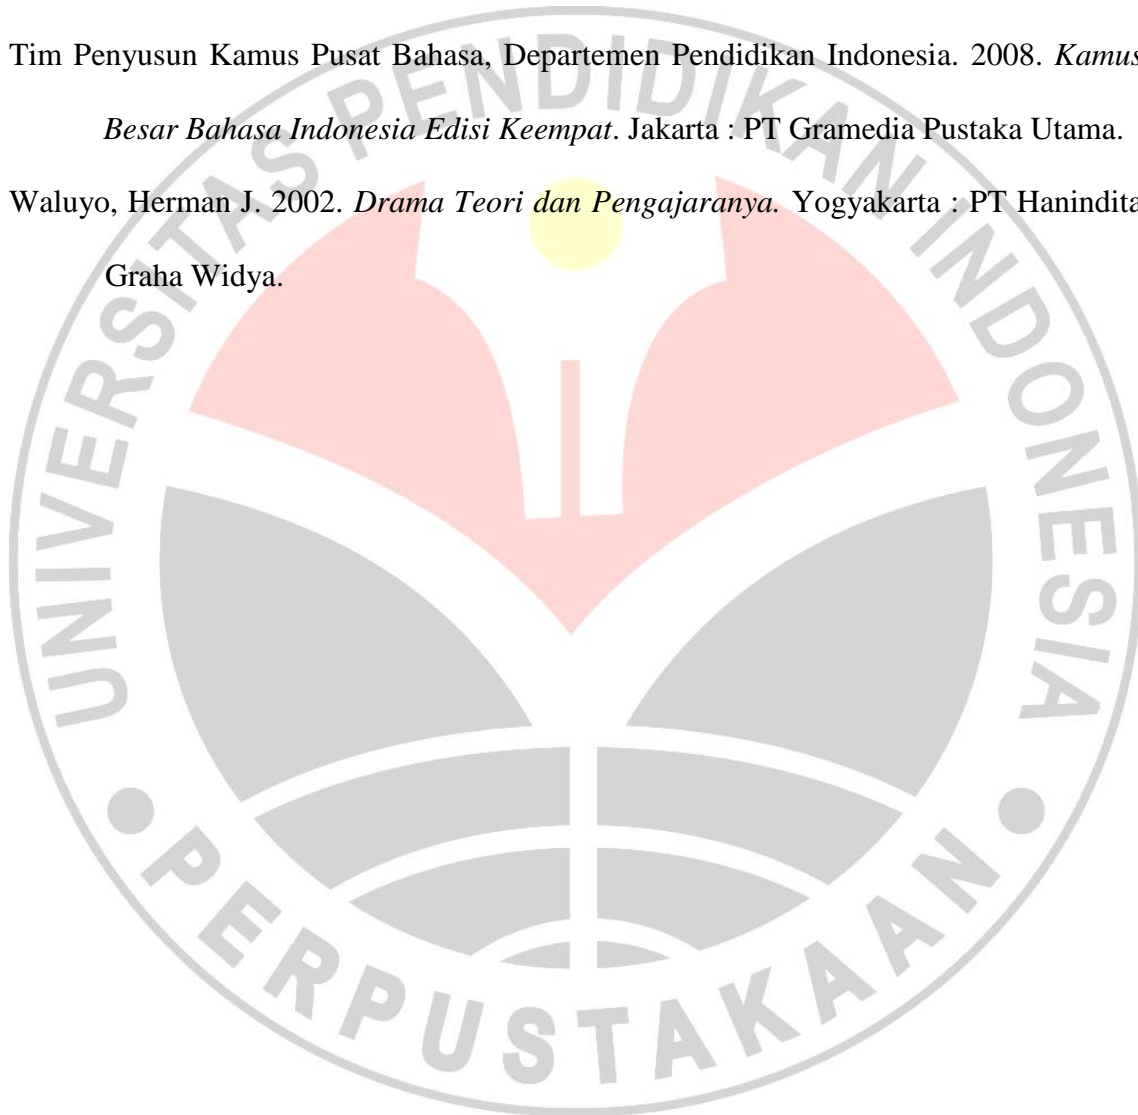 Tim Penyusun Kamus Pusat Bahasa, Departemen Pendidikan Indonesia. 2008. Kamus
Besar Bahasa Indonesia Edisi Keempat. Jakarta : PT Gramedia Pustaka Utama.
Waluyo, Herman J. 2002. Drama Teori dan Pengajaranya. Yogyakarta : PT Hanindita
Graha Widya.
UNIVERSITAS PENDIDIKAN INDONESIA
PERPUSTAKAAN